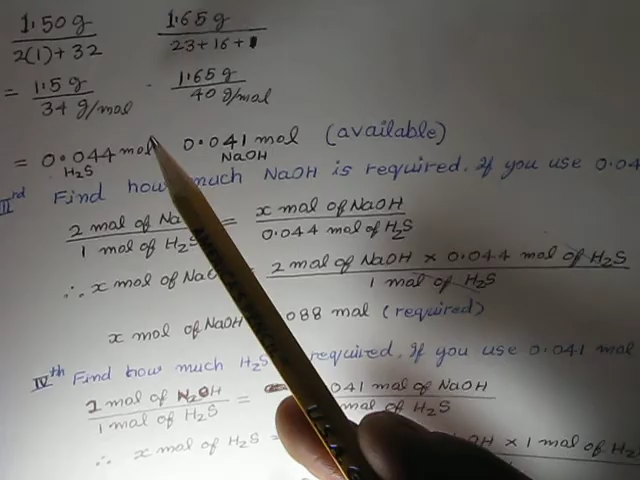 1.50 g 1.65 g
2(1) + 32 23 + 16 + 1
= 1.5 g 1.65 g
34 g/mol 40 g/mol
= 0.044 mol 0.041 mol (available)
H₂S NaOH
IIIrd Find how much NaOH is required, If you use 0.04
2 mol of Na = x mol of NaOH
1 mol of H₂S 0.044 mol of H₂S
∴ x mol of NaO 2 mol of NaOH × 0.044 mol of H₂S
1 mol of H₂S
x mol of NaOH 088 mol (required)
IVth Find how much H₂S required, If you use 0.041 mol
2 mol of NaOH = 041 mol of NaOH
1 mol of H₂S mol of H₂S
∴ x mol of H₂S = OH × 1 mol of H₂